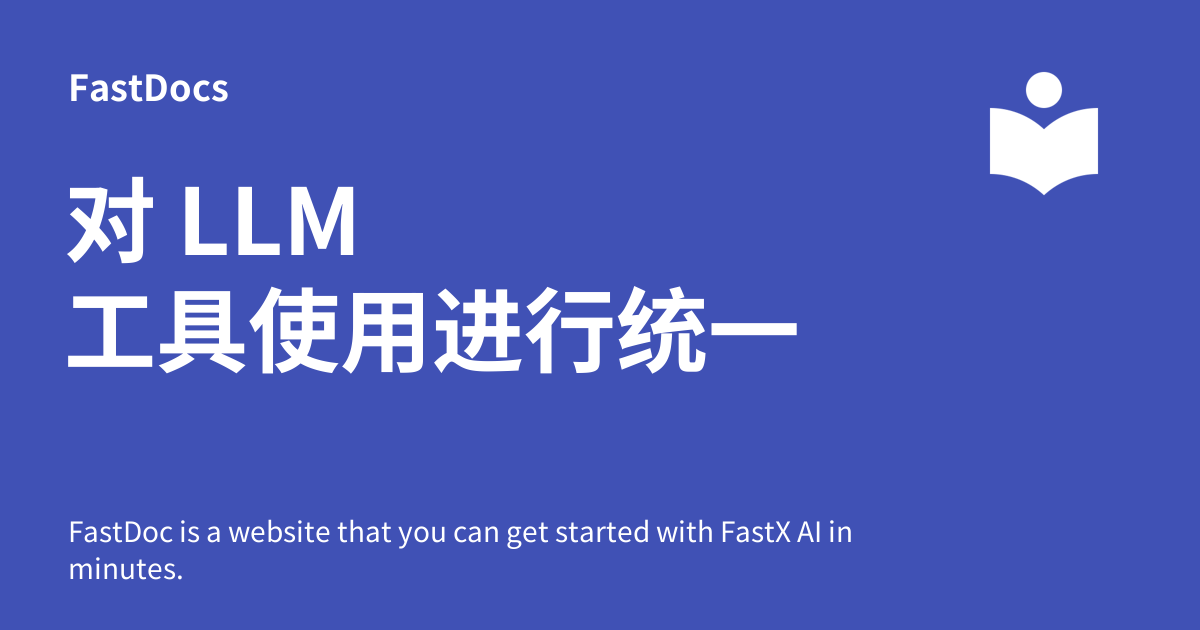 FastDocs
对 LLM
工具使用进行统一
FastDoc is a website that you can get started with FastX AI in
minutes.